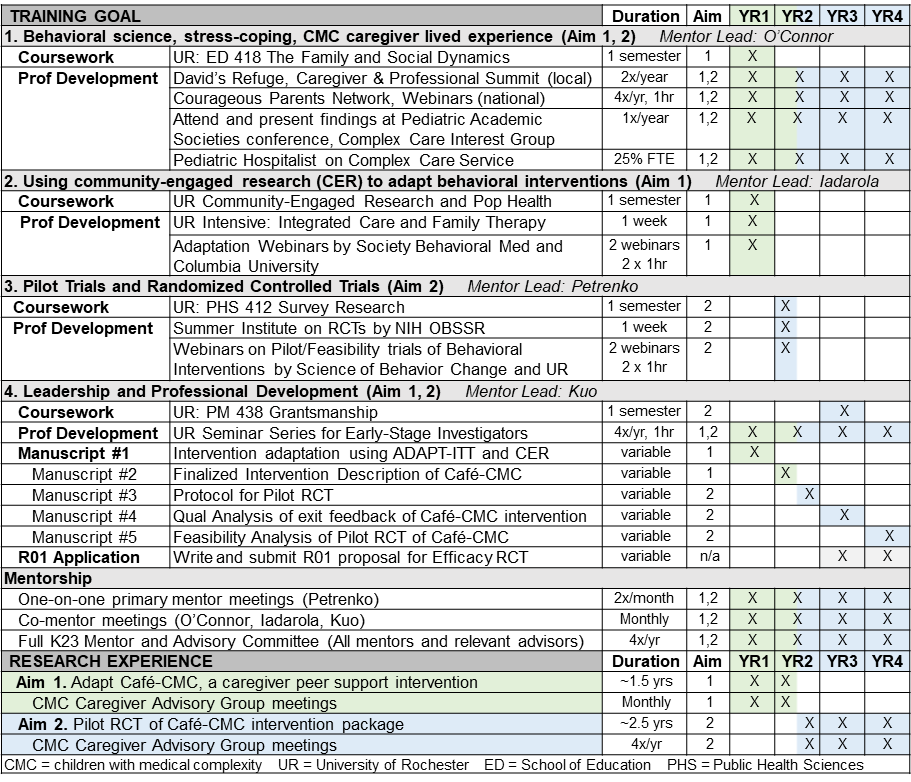 TRAINING GOAL Duration Aim YR1 YR2 YR3 YR4
1. Behavioral science, stress-coping, CMC caregiver lived experience (Aim 1, 2) Mentor Lead: O'Connor
Coursework UR: ED 418 The Family and Social Dynamics 1 semester 1 X
Prof Development David's Refuge, Caregiver & Professional Summit (local) 2x/year 1,2 X X X X
Courageous Parents Network, Webinars (national) 4x/yr, 1hr 1,2 X X X X
Attend and present findings at Pediatric Academic 1x/year 1,2 X X X X
Societies conference, Complex Care Interest Group
Pediatric Hospitalist on Complex Care Service 25% FTE 1,2 X X X X
2. Using community-engaged research (CER) to adapt behavioral interventions (Aim 1) Mentor Lead: Iadarola
Coursework UR Community-Engaged Research and Pop Health 1 semester 1 X
Prof Development UR Intensive: Integrated Care and Family Therapy 1 week 1 X
Adaptation Webinars by Society Behavioral Med and 2 webinars 1 X
Columbia University 2 x 1hr
3. Pilot Trials and Randomized Controlled Trials (Aim 2) Mentor Lead: Petrenko
Coursework UR: PHS 412 Survey Research 1 semester 2 X
Prof Development Summer Institute on RCTs by NIH OBSSR 1 week 2 X
Webinars on Pilot/Feasibility trials of Behavioral 2 webinars 2 X
Interventions by Science of Behavior Change and UR 2 x 1hr
4. Leadership and Professional Development (Aim 1, 2) Mentor Lead: Kuo
Coursework UR: PM 438 Grantsmanship 1 semester 2 X
Prof Development UR Seminar Series for Early-Stage Investigators 4x/yr, 1hr 1,2 X X X X
Manuscript #1 Intervention adaptation using ADAPT-ITT and CER variable 1 X
Manuscript #2 Finalized Intervention Description of Café-CMC variable 1 X
Manuscript #3 Protocol for Pilot RCT variable 2 X
Manuscript #4 Qual Analysis of exit feedback of Café-CMC intervention variable 2 X
Manuscript #5 Feasibility Analysis of Pilot RCT of Café-CMC variable 2 X
R01 Application Write and submit R01 proposal for Efficacy RCT variable n/a X X
Mentorship
One-on-one primary mentor meetings (Petrenko) 2x/month 1,2 X X X X
Co-mentor meetings (O'Connor, Iadarola, Kuo) Monthly 1,2 X X X X
Full K23 Mentor and Advisory Committee (All mentors and relevant advisors) 4x/yr 1,2 X X X X
RESEARCH EXPERIENCE Duration Aim YR1 YR2 YR3 YR4
Aim 1. Adapt Café-CMC, a caregiver peer support intervention ~1.5 yrs 1 X X
CMC Caregiver Advisory Group meetings Monthly 1 X X
Aim 2. Pilot RCT of Café-CMC intervention package ~2.5 yrs 2 X X X
CMC Caregiver Advisory Group meetings 4x/yr 2 X X X
CMC = children with medical complexity UR = University of Rochester ED = School of Education PHS = Public Health Sciences